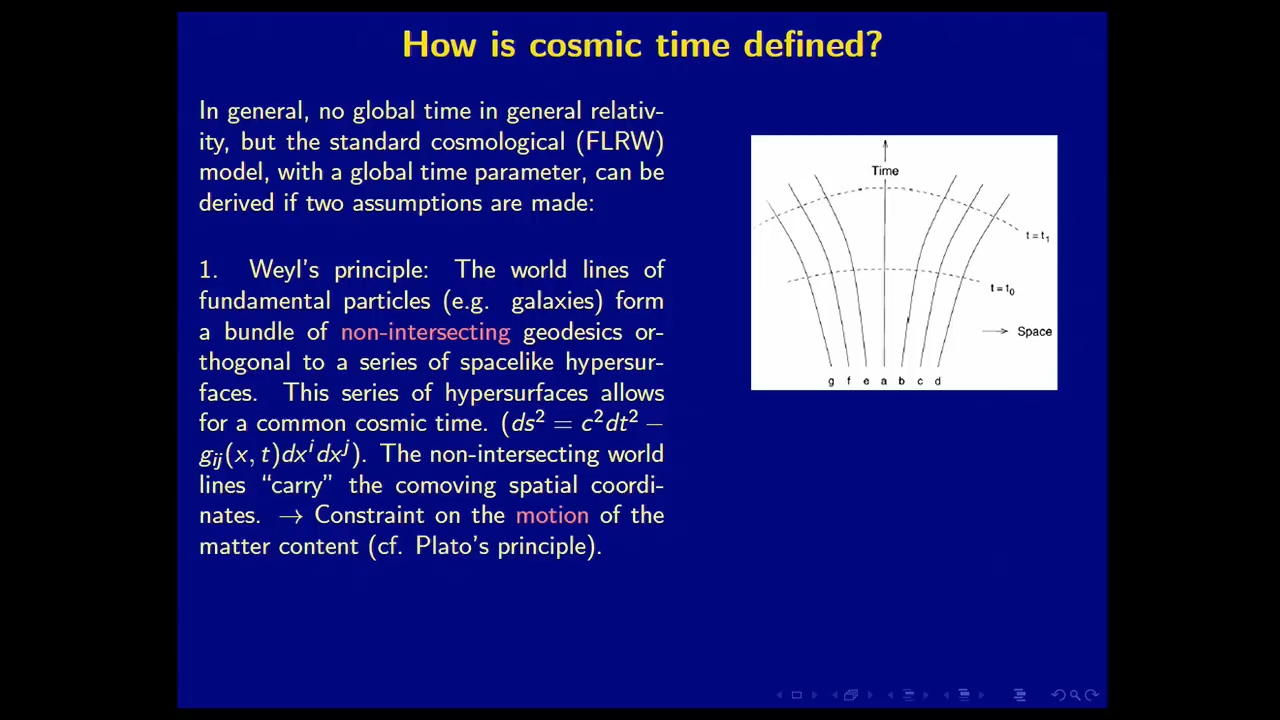 How is cosmic time defined?
In general, no global time in general relativ-
ity, but the standard cosmological (FLRW)
model, with a global time parameter, can be
derived if two assumptions are made:
1. Weyl's principle: The world lines of
fundamental particles (e.g. galaxies) form
a bundle of non-intersecting geodesics or-
thogonal to a series of spacelike hypersur-
faces. This series of hypersurfaces allows
for a common cosmic time. (ds² = c²dt² −
g_{ij}(x, t)dx^i dx^j). The non-intersecting world
lines “carry” the comoving spatial coordi-
nates. → Constraint on the motion of the
matter content (cf. Plato's principle).
Time
t = t₁
t = t₀
Space
g f e a b c d